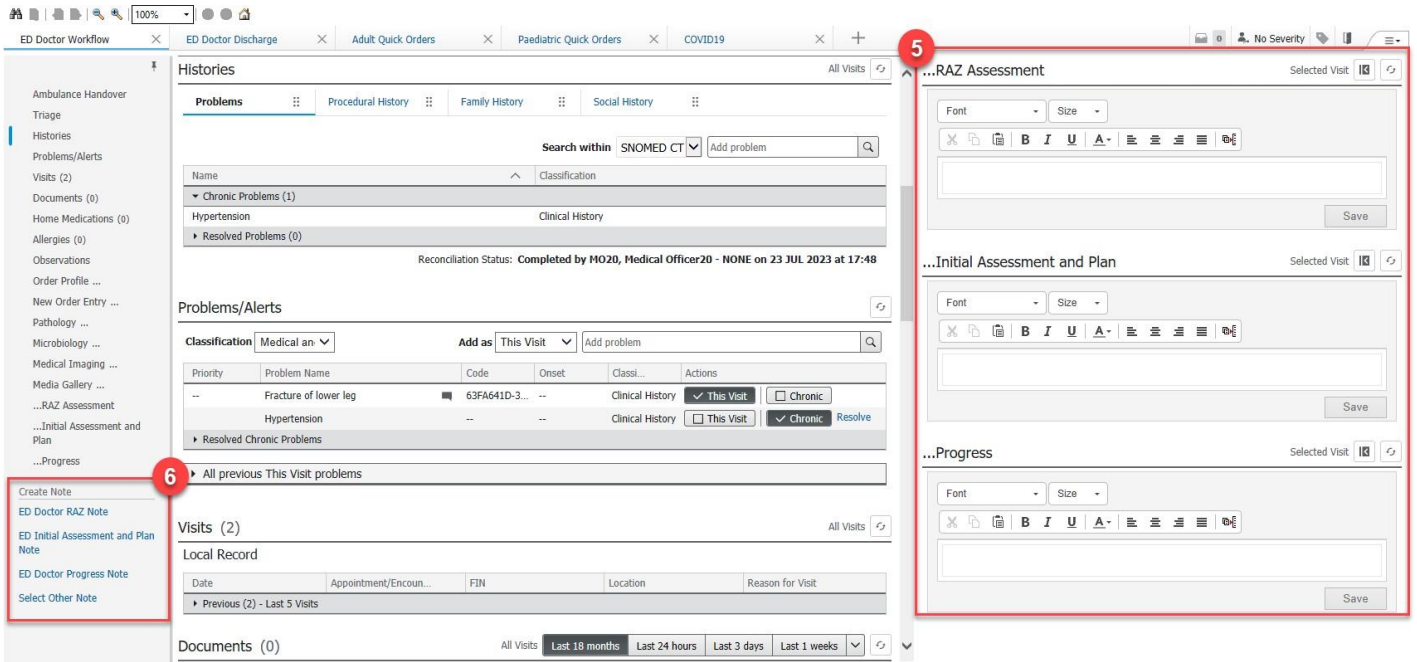 100%
ED Doctor Workflow
ED Doctor Discharge
Adult Quick Orders
Paediatric Quick Orders
COVID19
0
No Severity
Ambulance Handover
Triage
Histories
Problems/Alerts
Visits (2)
Documents (0)
Home Medications (0)
Allergies (0)
Observations
Order Profile ...
New Order Entry ...
Pathology ...
Microbiology ...
Medical Imaging ...
Media Gallery ...
...RAZ Assessment
...Initial Assessment and
Plan
...Progress
6
Create Note
ED Doctor RAZ Note
ED Initial Assessment and Plan
Note
ED Doctor Progress Note
Select Other Note
Histories
All Visits
Problems
Procedural History
Family History
Social History
Search within SNOMED CT Add problem
Name Classification
Chronic Problems (1)
Hypertension Clinical History
Resolved Problems (0)
Reconciliation Status: Completed by MO20, Medical Officer20 - NONE on 23 JUL 2023 at 17:48
Problems/Alerts
Classification Medical an Add as This Visit Add problem
Priority Problem Name Code Onset Classi... Actions
-- Fracture of lower leg 63FA641D-3... -- Clinical History This Visit Chronic
Hypertension -- -- Clinical History This Visit Chronic Resolve
Resolved Chronic Problems
All previous This Visit problems
Visits (2)
All Visits
Local Record
Date Appointment/Encoun... FIN Location Reason for Visit
Previous (2) - Last 5 Visits
Documents (0)
All Visits Last 18 months Last 24 hours Last 3 days Last 1 weeks
5
...RAZ Assessment
Selected Visit
Font Size
B I U A
Save
...Initial Assessment and Plan
Selected Visit
Font Size
B I U A
Save
...Progress
Selected Visit
Font Size
B I U A
Save